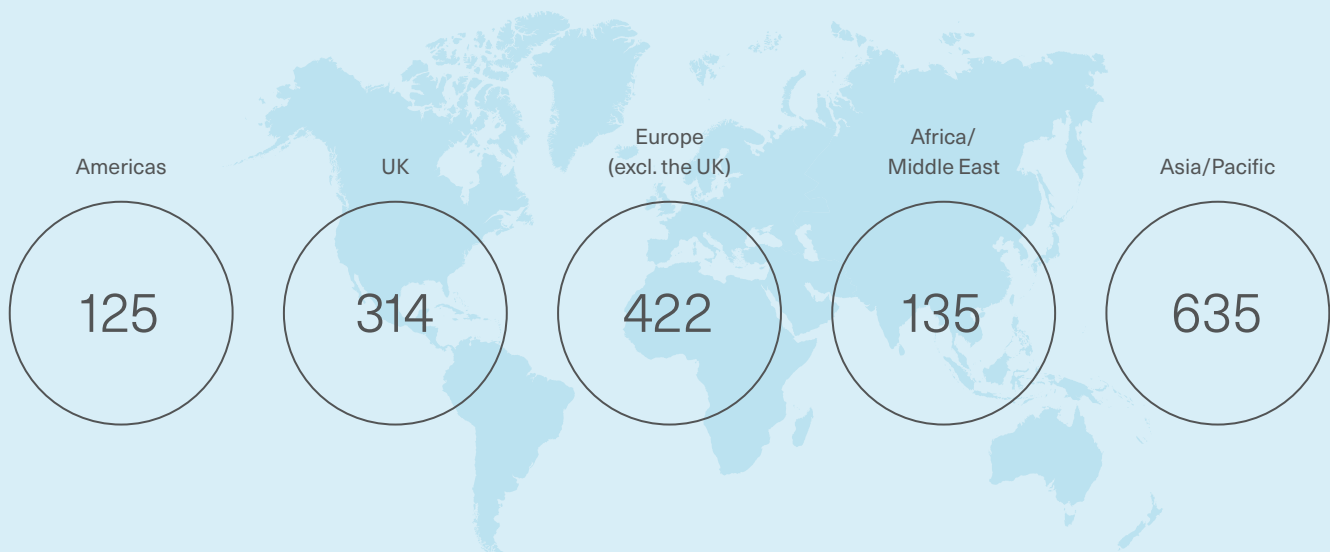 Americas
125
UK
314
Europe
(excl. the UK)
422
Africa/
Middle East
135
Asia/Pacific
635